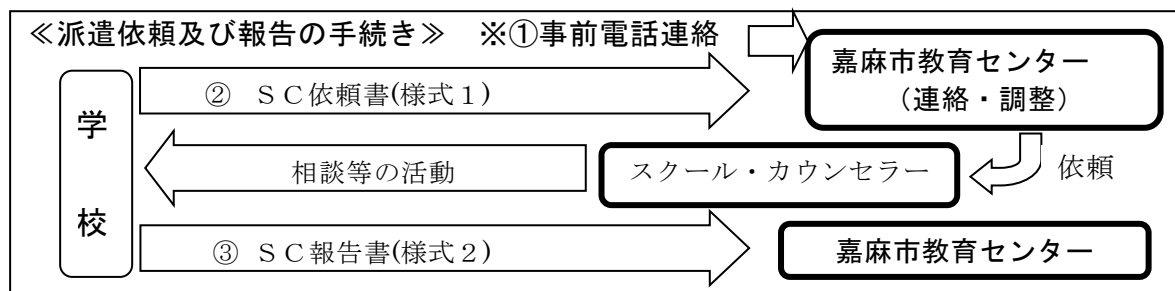 ≪派遣依頼及び報告の手続き≫ ※①事前電話連絡
嘉麻市教育センター
(連絡・調整)
学校
② SC依頼書(様式1)
依頼
スクール・カウンセラー
相談等の活動
③ SC報告書(様式2)
嘉麻市教育センター